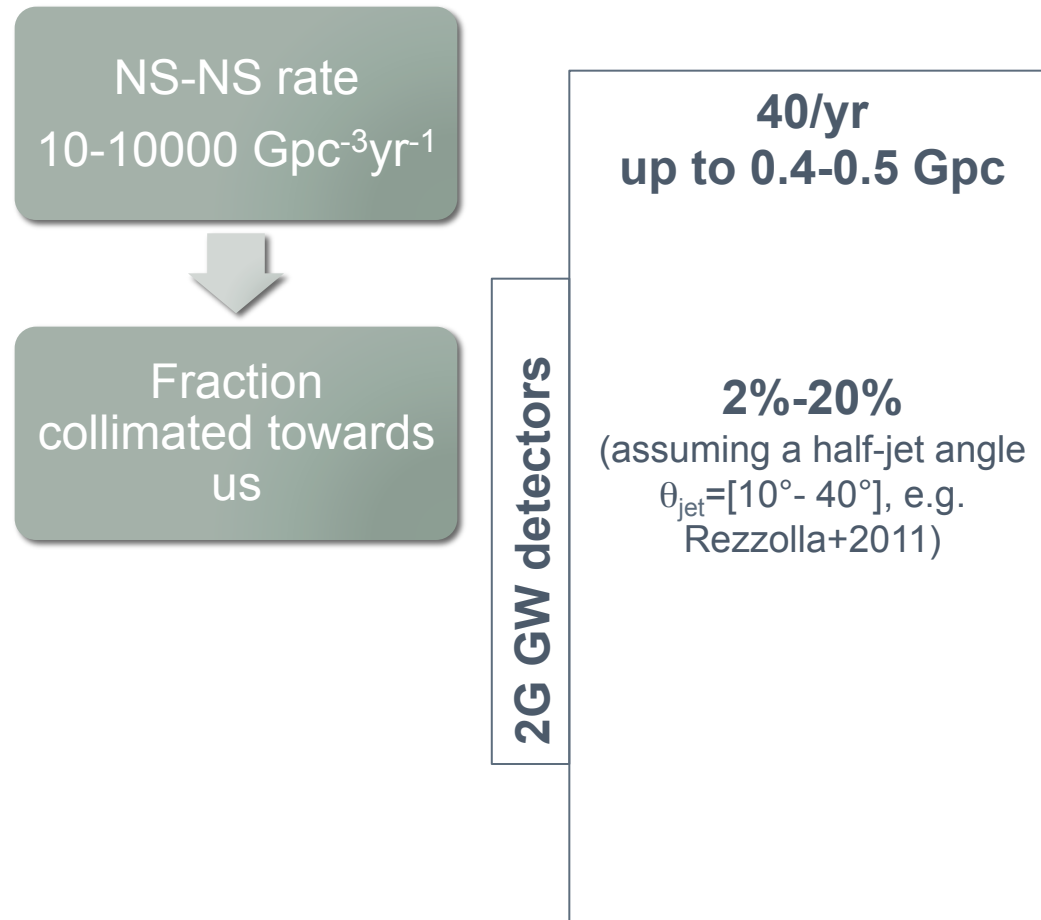 NS-NS rate
10-10000 Gpc⁻³yr⁻¹
Fraction
collimated towards
us
2G GW detectors
40/yr
up to 0.4-0.5 Gpc
2%-20%
(assuming a half-jet angle
θjet=[10°- 40°], e.g.
Rezzolla+2011)